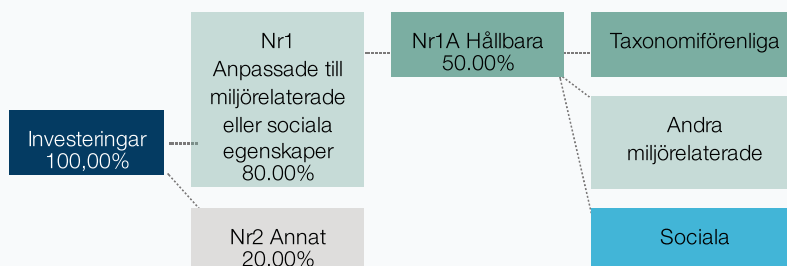 Investeringar
100,00%
Nr1
Anpassade till
miljörelaterade
eller sociala
egenskaper
80.00%
Nr2 Annat
20.00%
Nr1A Hållbara
50.00%
Taxonomiförenliga
Andra
miljörelaterade
Sociala